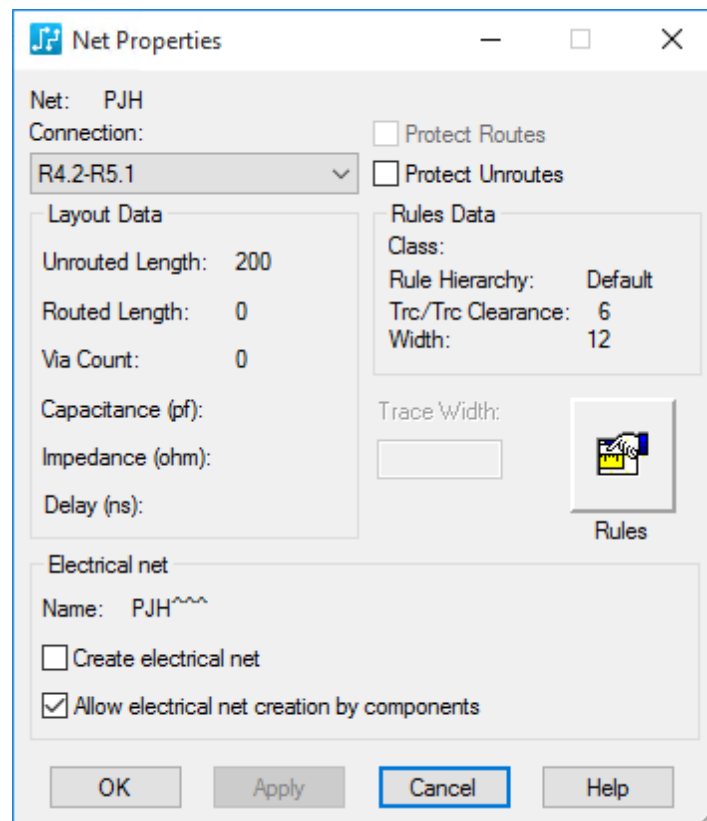 Net Properties
Net: PJH
Connection:
Protect Routes
R4.2-R5.1
Protect Unroutes
Layout Data
Unrouted Length: 200
Routed Length: 0
Via Count: 0
Capacitance (pf):
Impedance (ohm):
Delay (ns):
Rules Data
Class:
Rule Hierarchy: Default
Trc/Trc Clearance: 6
Width: 12
Trace Width:
Rules
Electrical net
Name: PJH^^^
Create electrical net
Allow electrical net creation by components
OK Apply Cancel Help